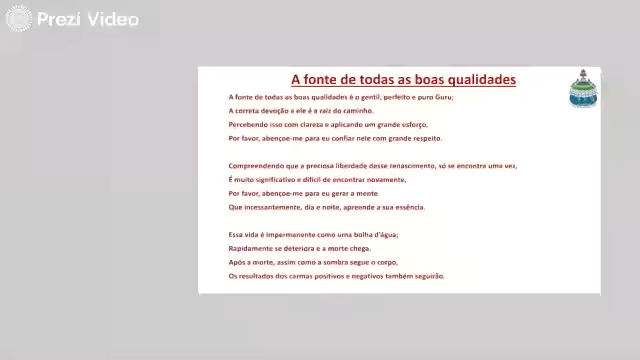 Prezi Video
A fonte de todas as boas qualidades
A fonte de todas as boas qualidades é o gentil, perfeito e puro Guru;
A correta devoção a ele é a raiz do caminho.
Percebendo isso com clareza e aplicando um grande esforço,
Por favor, abençoe-me para eu confiar nele com grande respeito.
Compreendendo que a preciosa liberdade desse renascimento, só se encontra uma vez,
É muito significativo e difícil de encontrar novamente,
Por favor, abençoe-me para eu gerar a mente
Que incessantemente, dia e noite, apreende a sua essência.
Essa vida é impermanente como uma bolha d'água;
Rapidamente se deteriora e a morte chega.
Após a morte, assim como a sombra segue o corpo,
Os resultados dos carmas positivos e negativos também seguirão.